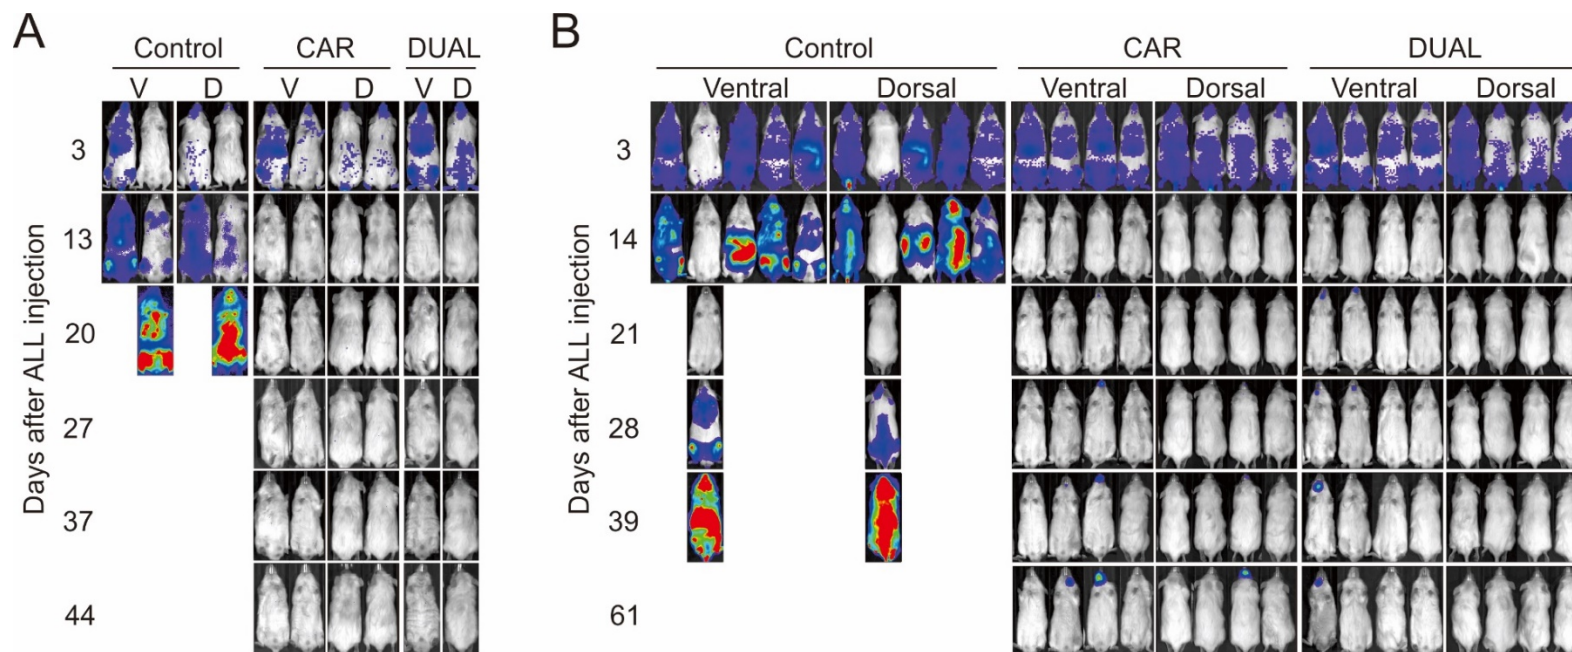 A
B
Control CAR DUAL
V D V D V D
Control CAR DUAL
Ventral Dorsal Ventral Dorsal Ventral Dorsal
Days after ALL injection
3
13
20
27
37
44
Days after ALL injection
3
14
21
28
39
61